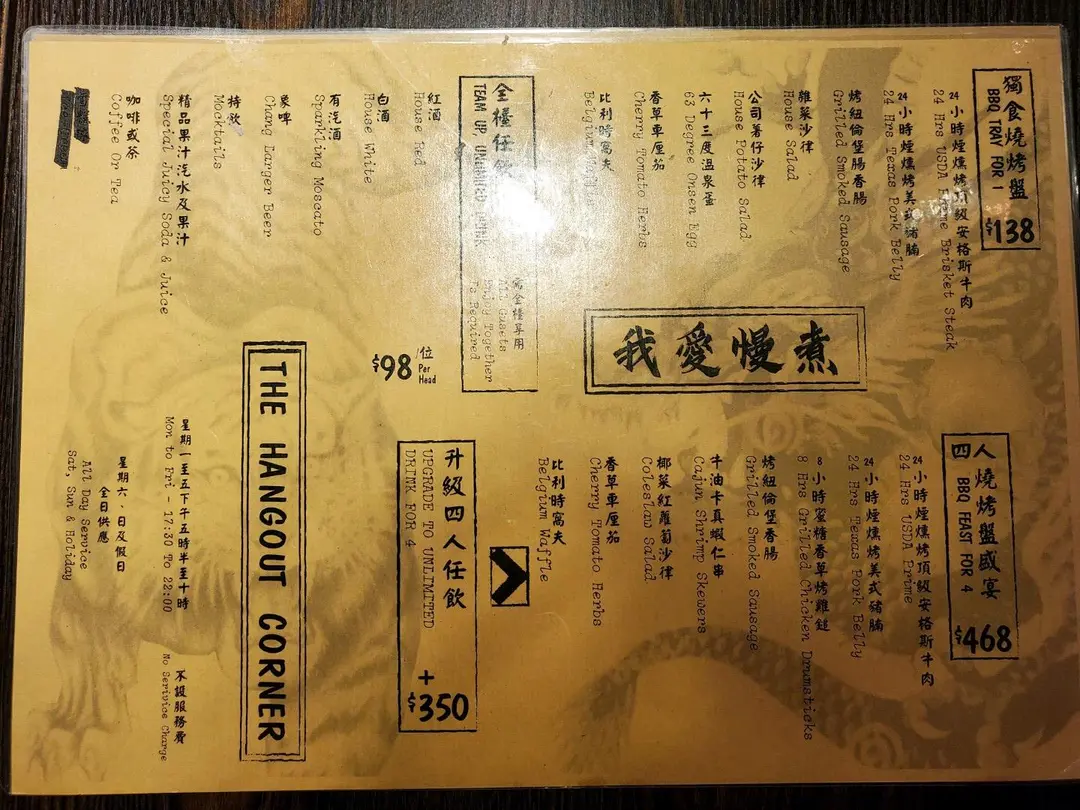 獨食燒烤盤
BBQ TRAY FOR 1
$138
24小時煙燻烤頂級安格斯牛肉
24 Hrs USDA Prime Brisket Steak
24小時煙燻烤美式豬腩
24 Hrs Texas Pork Belly
烤紐倫堡腸香腸
Grilled Smoked Sausage
雜菜沙律
House Salad
公司薯仔沙律
House Potato Salad
六十三度溫泉蛋
63 Degree Onsen Egg
香草車厘茄
Cherry Tomato Herbs
比利時窩夫
Belgium Waffle
全檯任飲
TEAM UP, UNLIMITED DRINK
需全檯享用
All Guests
Enjoy Together
Is Required
紅酒
House Red
白酒
House White
有汽酒
Sparkling Moscato
象啤
Chang Larger Beer
特飲
Mocktails
精品果汁汽水及果汁
Special Juicy Soda & Juice
咖啡或茶
Coffee Or Tea
$98
/位
Per
Head
我愛慢煮
四人燒烤盤盛宴
BBQ FEAST FOR 4
$468
24小時煙燻烤頂級安格斯牛肉
24 Hrs USDA Prime
24小時煙燻烤美式豬腩
24 Hrs Tewas Pork Belly
8小時蜜糖香草烤雞鎚
8 Hrs Grilled Chicken Drumsticks
烤紐倫堡香腸
Grilled Smoked Sausage
牛油卡真蝦仁串
Cajun Shrimp Skewers
椰菜紅蘿蔔沙律
Coleslaw Salad
香草車厘茄
Cherry Tomato Herbs
比利時窩夫
Belgium Waffle
升級四人任飲
UPGRADE TO UNLIMITED
DRINK FOR 4
+
$350
THE HANGOUT CORNER
星期一至五下午五時半至十時
Mon to Fri - 17:30 To 22:00
星期六、日及假日
全日供應
All Day Service
Sat, Sun & Holiday
不設服務費
No Serivice Charge